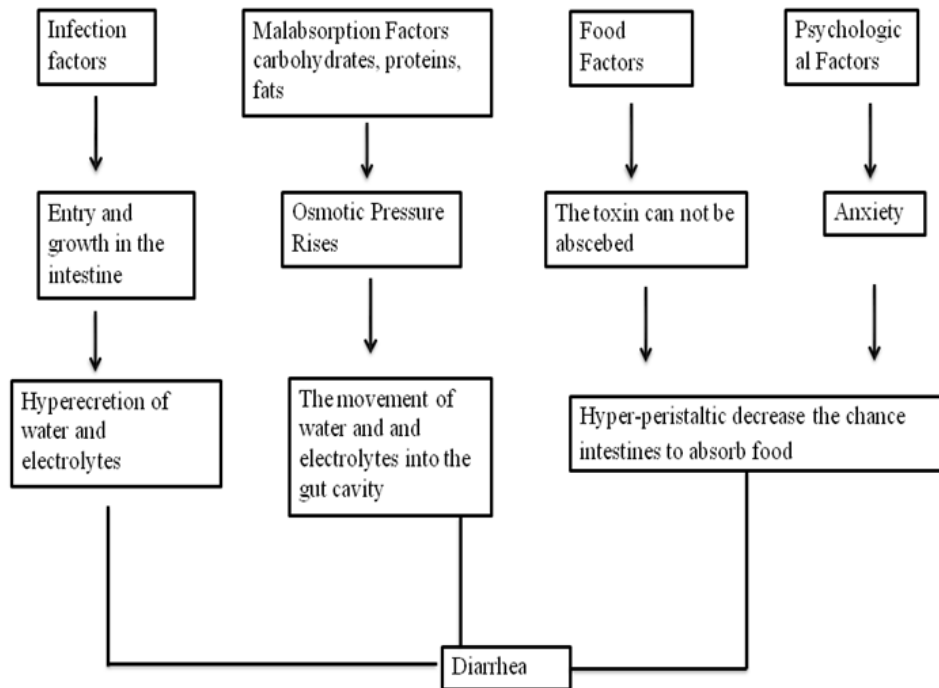 Infection
factors
Malabsorption Factors
carbohydrates, proteins,
fats
Food
Factors
Psychologic
al Factors
Entry and
growth in the
intestine
Osmotic Pressure
Rises
The toxin can not be
abscebed
Anxiety
Hyperecretion of
water and
electrolytes
The movement of
water and and
electrolytes into the
gut cavity
Hyper-peristaltic decrease the chance
intestines to absorb food
Diarrhea